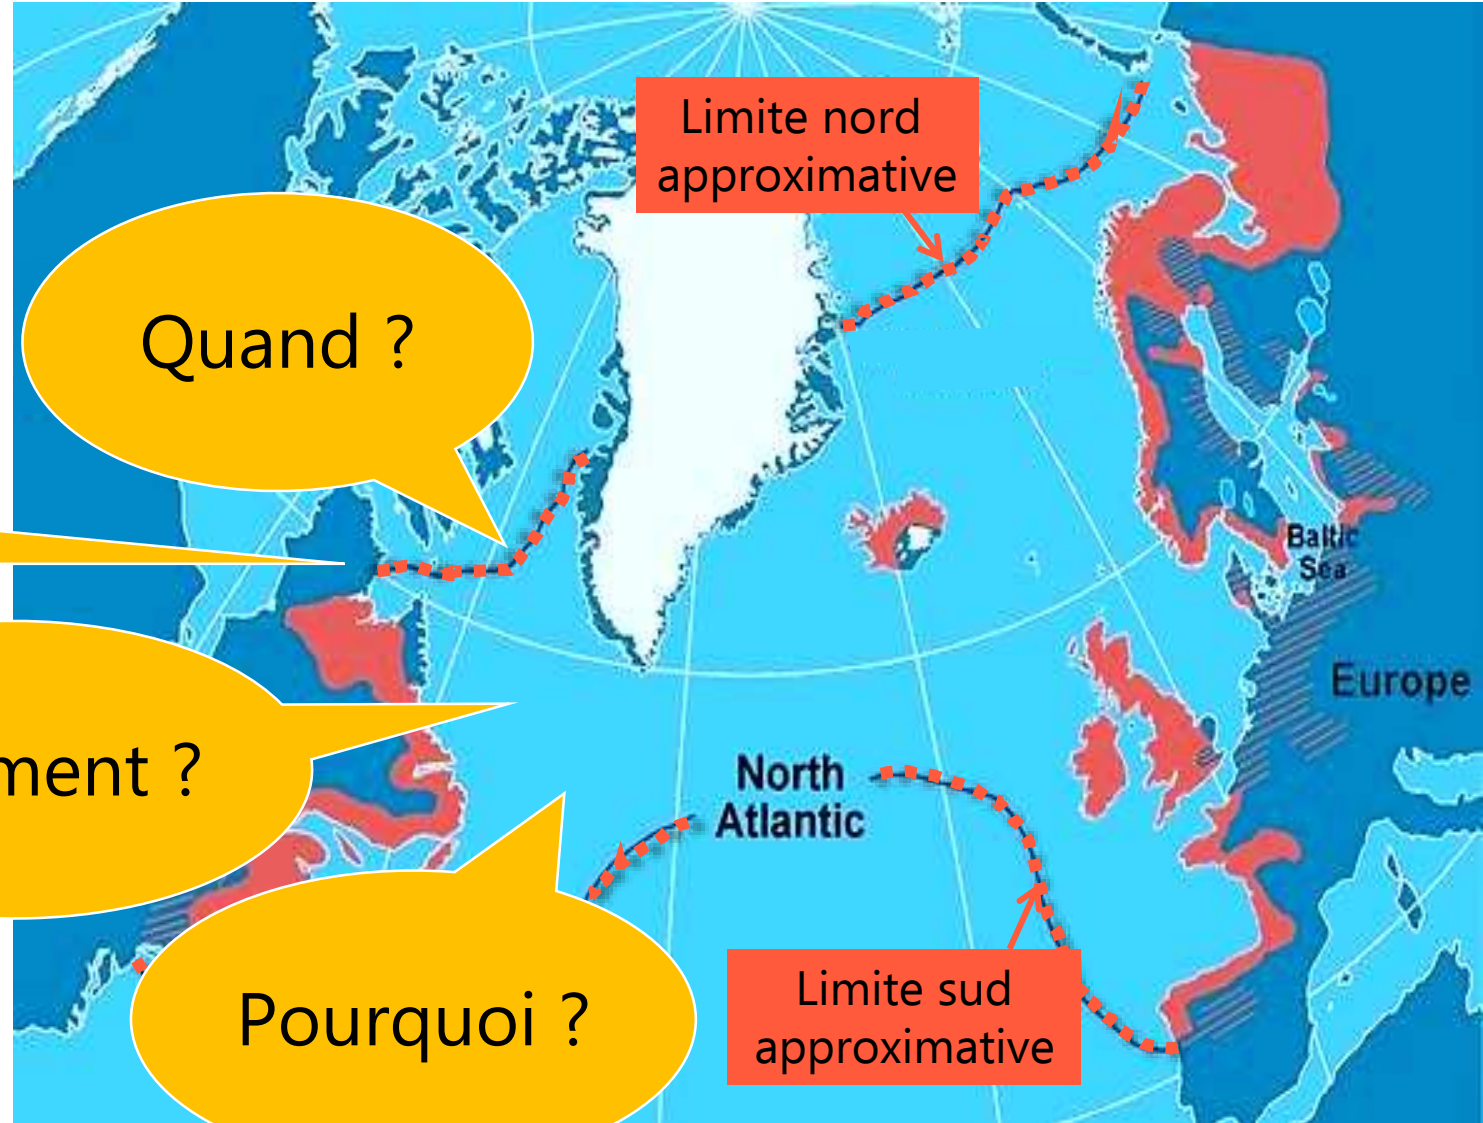 Limite nord
approximative
Quand ?
Baltic
Sea
Europe
ment ?
North
Atlantic
Pourquoi ?
Limite sud
approximative